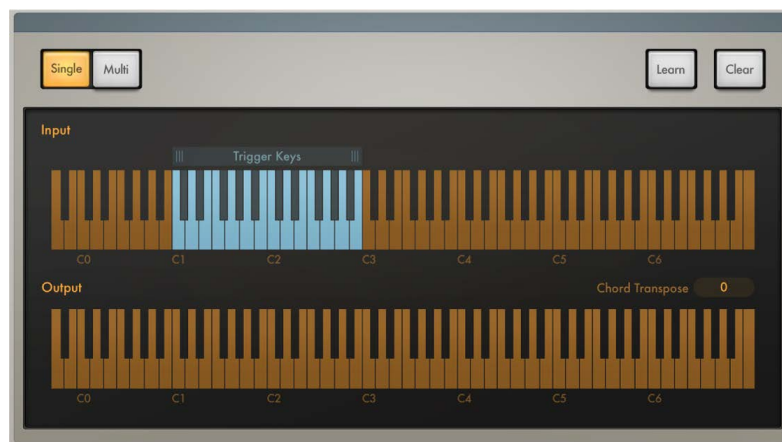 Single Multi Learn Clear
Input
Trigger Keys
C0 C1 C2 C3 C4 C5 C6
Output Chord Transpose 0
C0 C1 C2 C3 C4 C5 C6